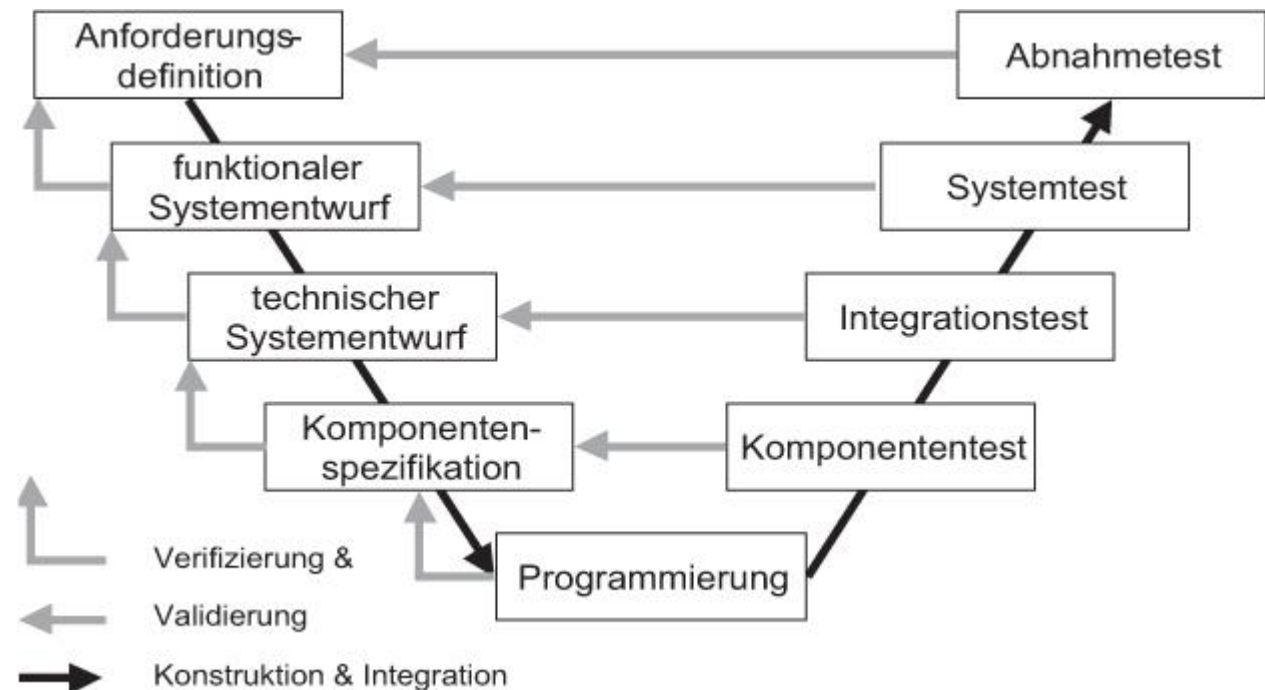 Anforderungs-
definition
Abnahmetest
funktionaler
Systementwurf
Systemtest
technischer
Systementwurf
Integrationstest
Komponenten-
spezifikation
Komponententest
Programmierung
Verifizierung &
Validierung
Konstruktion & Integration